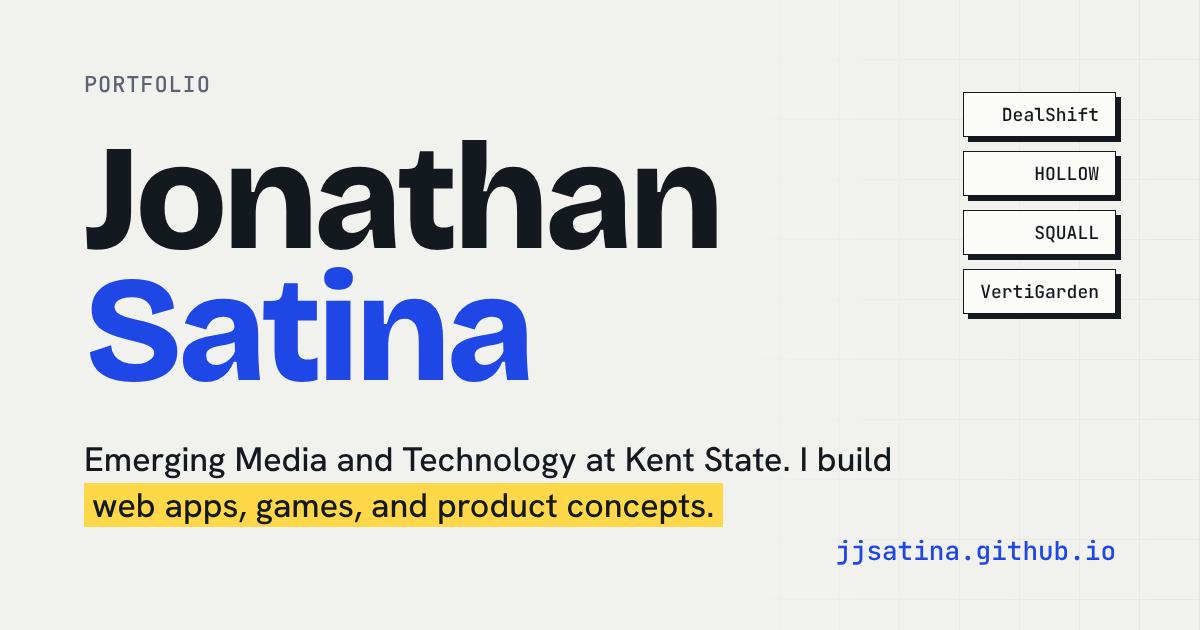 PORTFOLIO
Jonathan
Satina
Emerging Media and Technology at Kent State. I build
web apps, games, and product concepts.
DealShift
HOLLOW
SQUALL
VertiGarden
jjsatina.github.io